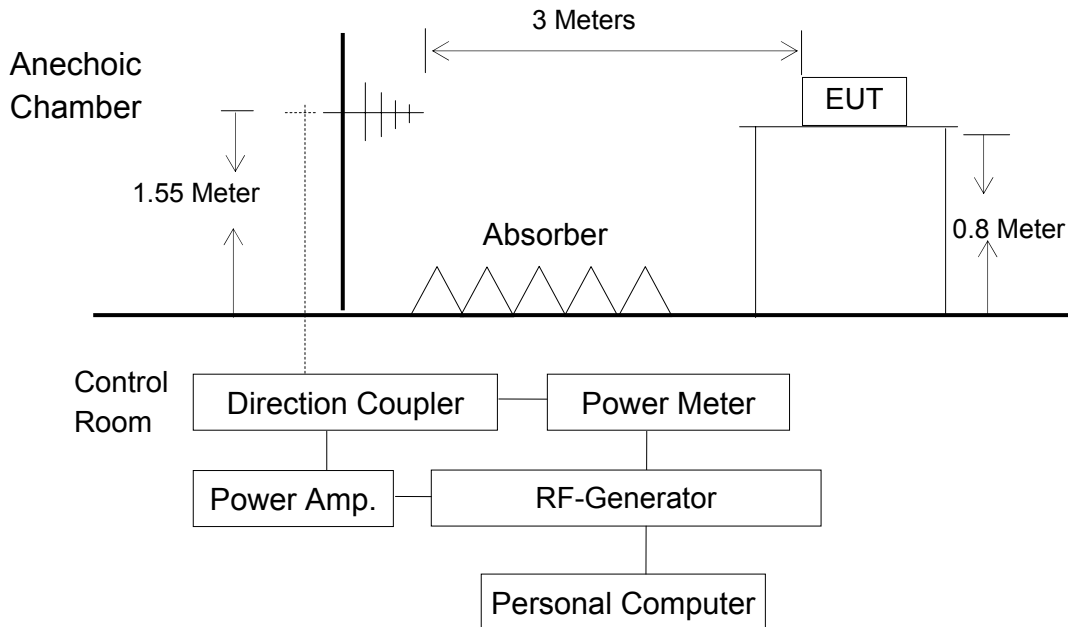 3 Meters
Anechoic
Chamber
EUT
1.55 Meter
Absorber
0.8 Meter
Control
Room
Direction Coupler
Power Meter
Power Amp.
RF-Generator
Personal Computer